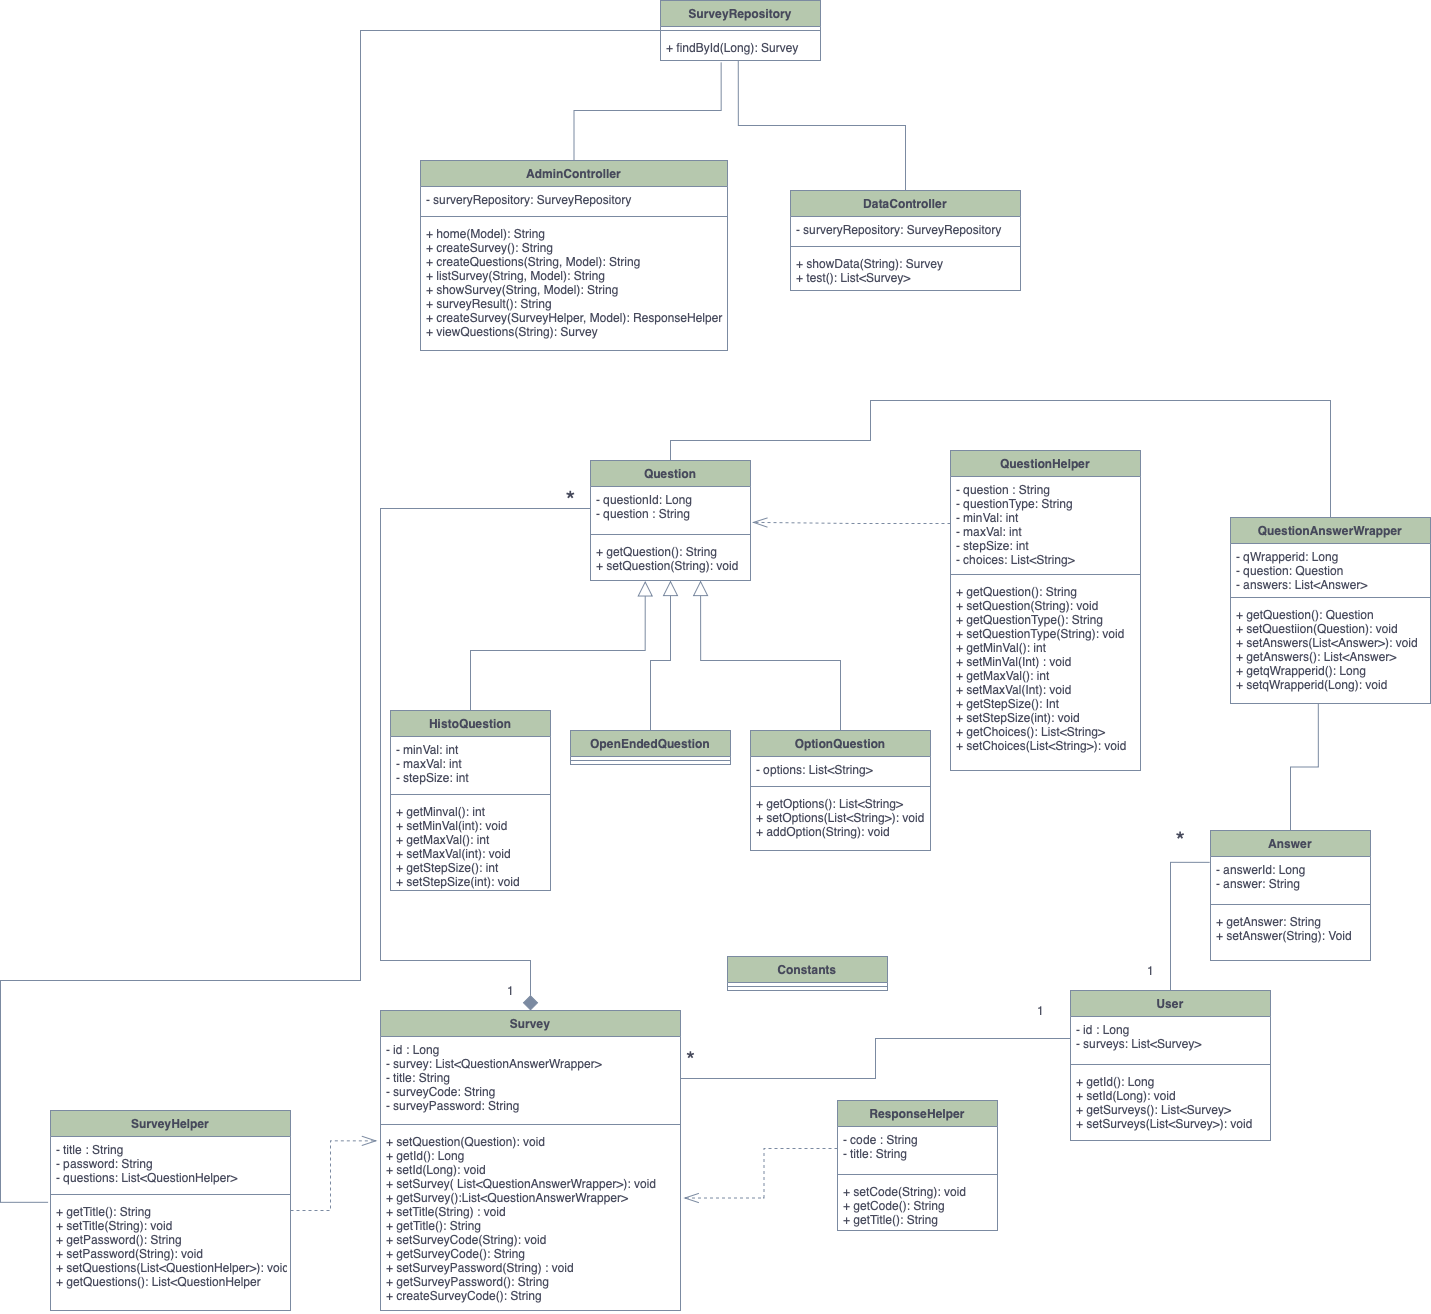 SurveyRepository
+ findById(Long): Survey
AdminController
- surveryRepository: SurveyRepository
+ home(Model): String
+ createSurvey(): String
+ createQuestions(String, Model): String
+ listSurvey(String, Model): String
+ showSurvey(String, Model): String
+ surveyResult(): String
+ createSurvey(SurveyHelper, Model): ResponseHelper
+ viewQuestions(String): Survey
DataController
- surveryRepository: SurveyRepository
+ showData(String): Survey
+ test(): List<Survey>
Question
- questionId: Long
- question : String
+ getQuestion(): String
+ setQuestion(String): void
*
QuestionHelper
- question : String
- questionType: String
- minVal: int
- maxVal: int
- stepSize: int
- choices: List<String>
+ getQuestion(): String
+ setQuestion(String): void
+ getQuestionType(): String
+ setQuestionType(String): void
+ getMinVal(): int
+ setMinVal(Int) : void
+ getMaxVal(): int
+ setMaxVal(Int): void
+ getStepSize(): Int
+ setStepSize(int): void
+ getChoices(): List<String>
+ setChoices(List<String>): void
QuestionAnswerWrapper
- qWrapperid: Long
- question: Question
- answers: List<Answer>
+ getQuestion(): Question
+ setQuestiion(Question): void
+ setAnswers(List<Answer>): void
+ getAnswers(): List<Answer>
+ getqWrapperid(): Long
+ setqWrapperid(Long): void
HistoQuestion
- minVal: int
- maxVal: int
- stepSize: int
+ getMinval(): int
+ setMinVal(int): void
+ getMaxVal(): int
+ setMaxVal(int): void
+ getStepSize(): int
+ setStepSize(int): void
OpenEndedQuestion
OptionQuestion
- options: List<String>
+ getOptions(): List<String>
+ setOptions(List<String>): void
+ addOption(String): void
*
Answer
- answerId: Long
- answer: String
+ getAnswer: String
+ setAnswer(String): Void
Constants
1
1
1
User
- id : Long
- surveys: List<Survey>
+ getId(): Long
+ setId(Long): void
+ getSurveys(): List<Survey>
+ setSurveys(List<Survey>): void
Survey
- id : Long
- survey: List<QuestionAnswerWrapper>
- title: String
- surveyCode: String
- surveyPassword: String
+ setQuestion(Question): void
+ getId(): Long
+ setId(Long): void
+ setSurvey( List<QuestionAnswerWrapper>): void
+ getSurvey():List<QuestionAnswerWrapper>
+ setTitle(String) : void
+ getTitle(): String
+ setSurveyCode(String): void
+ getSurveyCode(): String
+ setSurveyPassword(String) : void
+ getSurveyPassword(): String
+ createSurveyCode(): String
*
SurveyHelper
- title : String
- password: String
- questions: List<QuestionHelper>
+ getTitle(): String
+ setTitle(String): void
+ getPassword(): String
+ setPassword(String): void
+ setQuestions(List<QuestionHelper>): voic
+ getQuestions(): List<QuestionHelper
ResponseHelper
- code : String
- title: String
+ setCode(String): void
+ getCode(): String
+ getTitle(): String